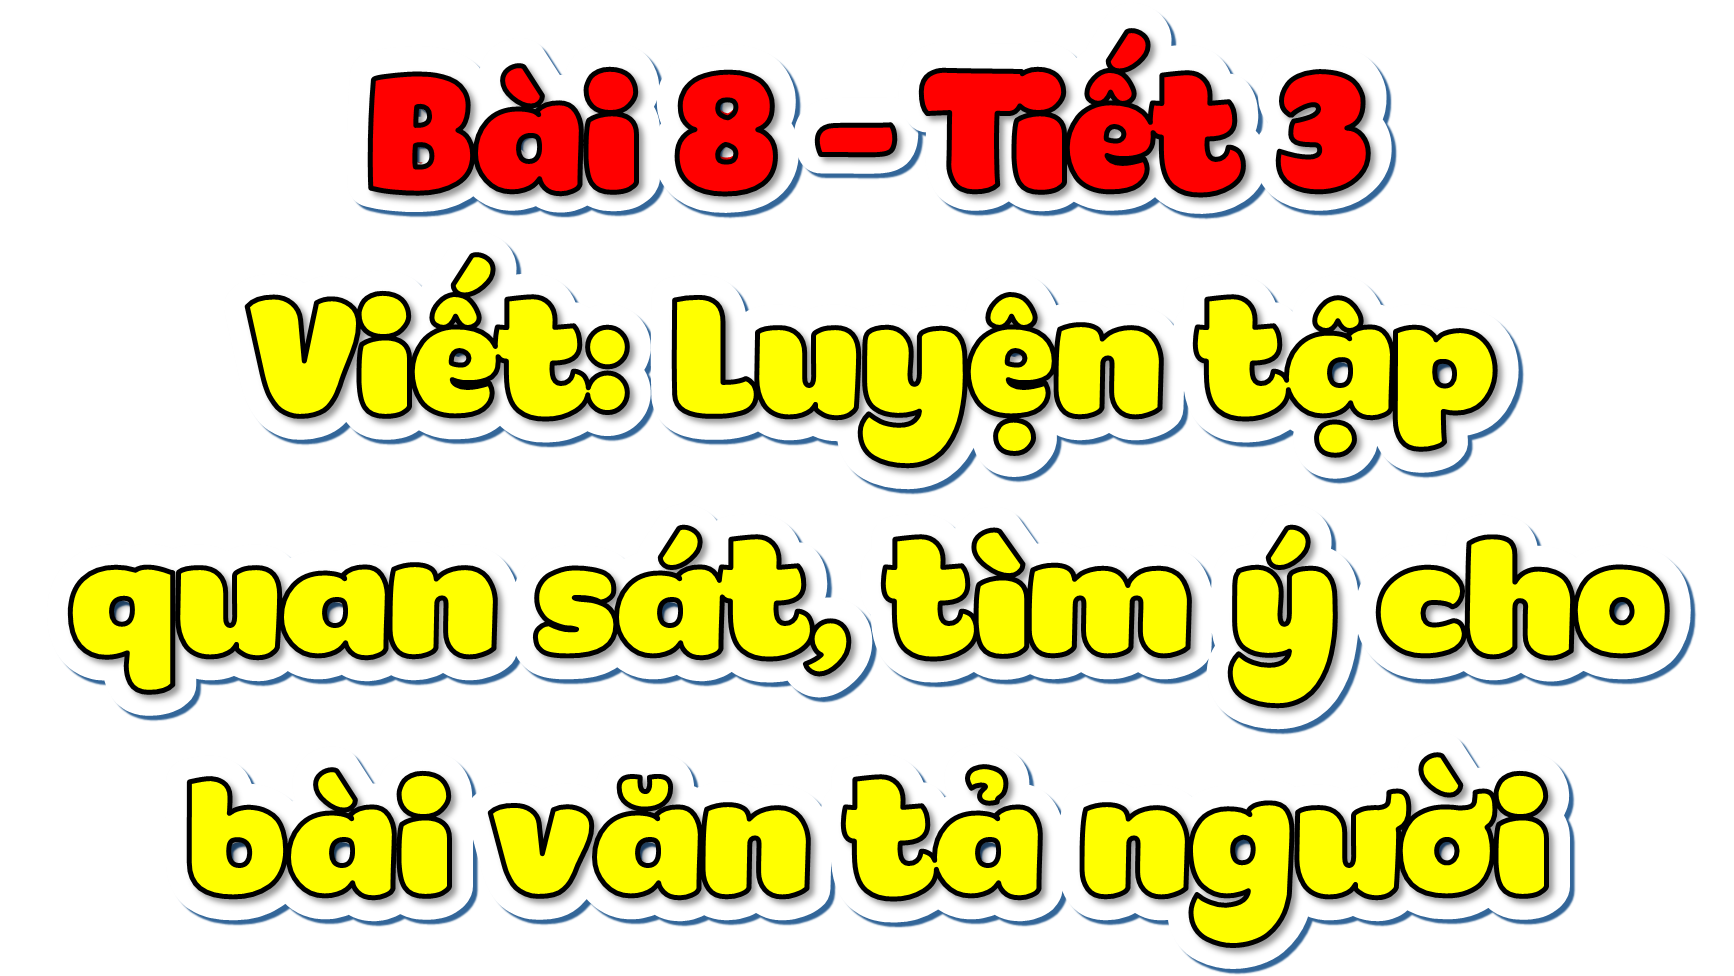 Bài 8 – Tiết 3
Viết: Luyện tập
quan sát, tìm ý cho
bài văn tả người